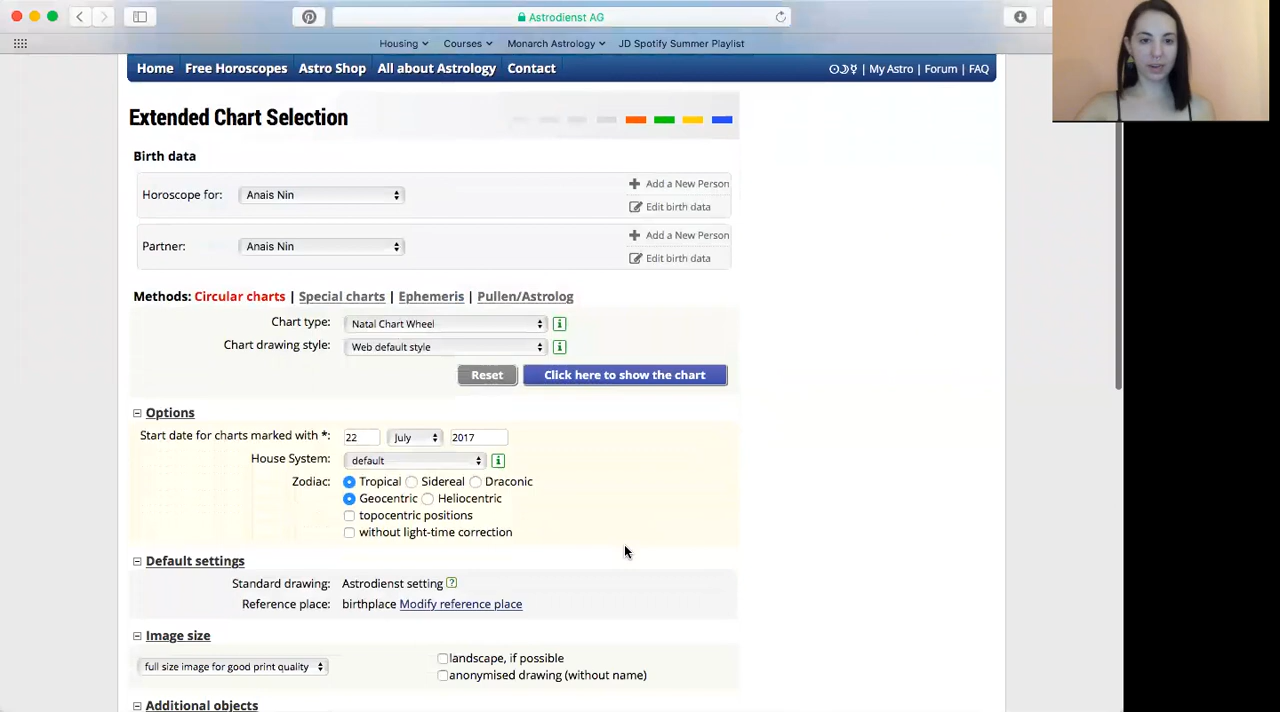 Astrodienst AG
Housing Courses Monarch Astrology JD Spotify Summer Playlist
Home Free Horoscopes Astro Shop All about Astrology Contact ☉☽☿ | My Astro | Forum | FAQ
Extended Chart Selection
Birth data
Horoscope for: Anais Nin
Add a New Person
Edit birth data
Partner: Anais Nin
Add a New Person
Edit birth data
Methods: Circular charts | Special charts | Ephemeris | Pullen/Astrolog
Chart type: Natal Chart Wheel i
Chart drawing style: Web default style i
Reset Click here to show the chart
Options
Start date for charts marked with *: 22 July 2017
House System: default i
Zodiac: Tropical Sidereal Draconic
Geocentric Heliocentric
topocentric positions
without light-time correction
Default settings
Standard drawing: Astrodienst setting ?
Reference place: birthplace Modify reference place
Image size
full size image for good print quality landscape, if possible
anonymised drawing (without name)
Additional objects